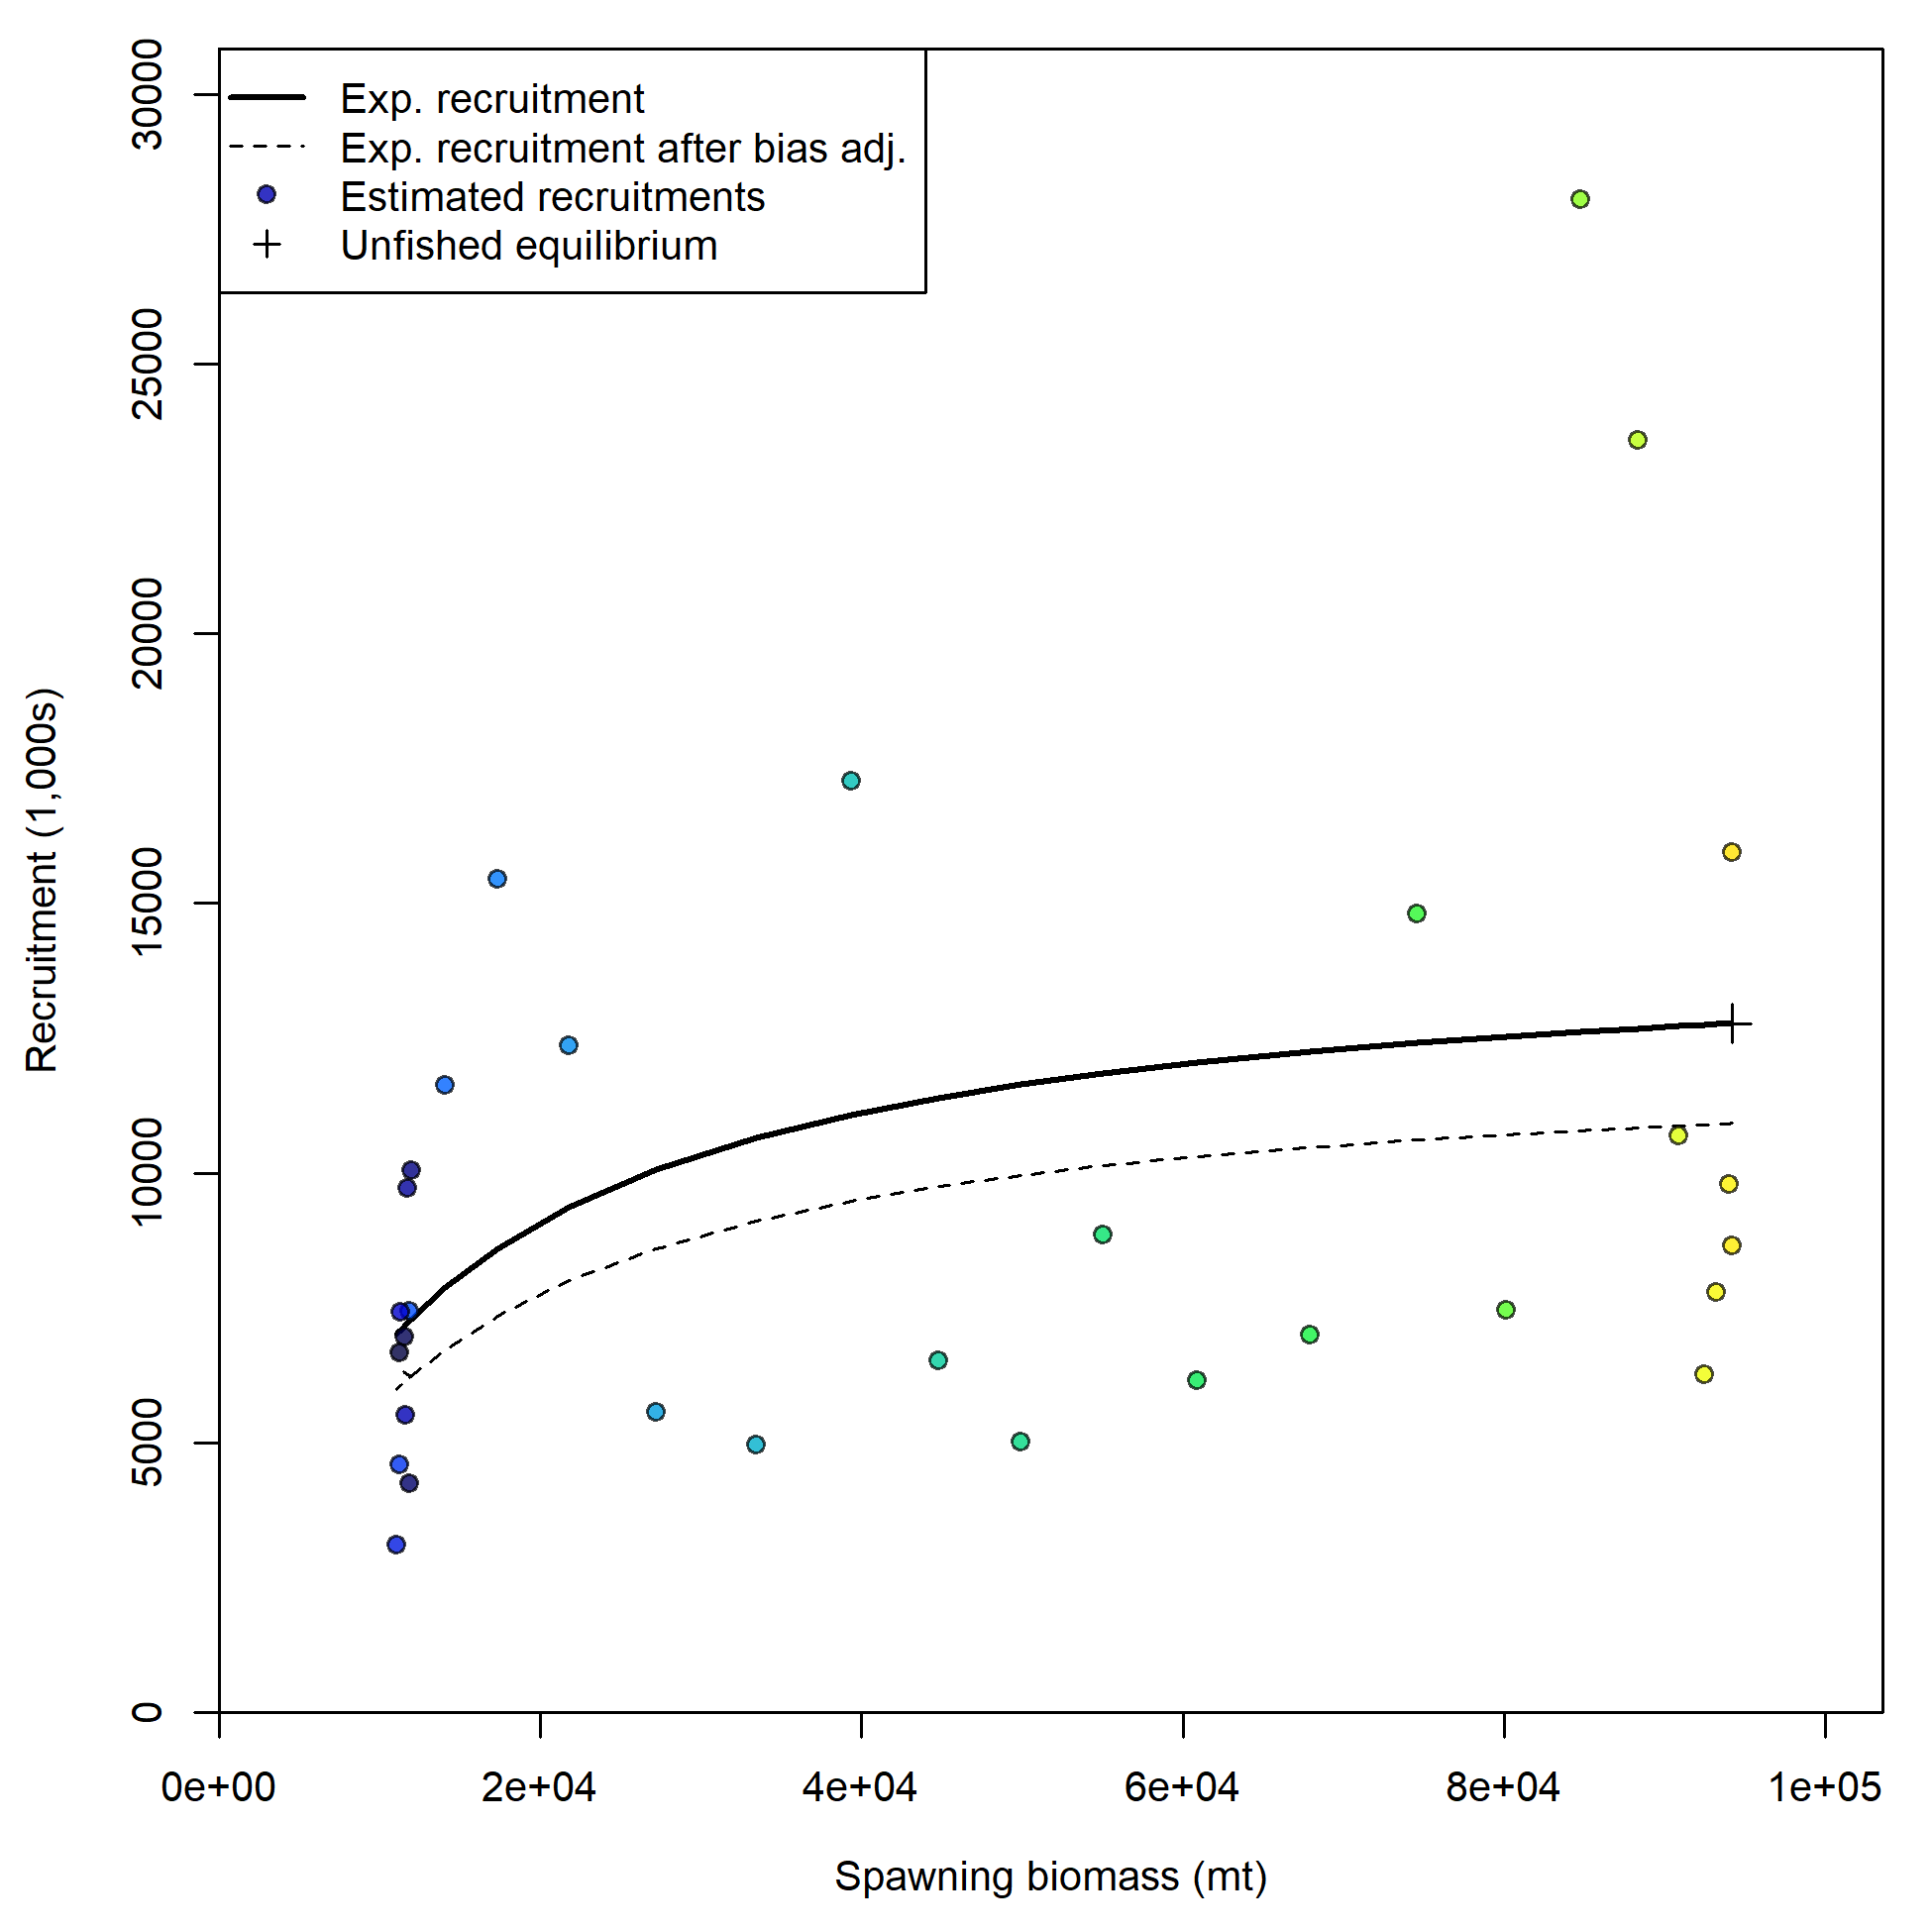 Exp. recruitment
Exp. recruitment after bias adj.
Estimated recruitments
Unfished equilibrium
30000
25000
20000
15000
10000
5000
0
Recruitment (1,000s)
0e+00 2e+04 4e+04 6e+04 8e+04 1e+05
Spawning biomass (mt)